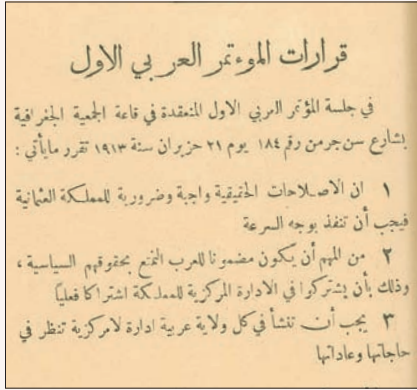 قرارات الموءتمر العربي الاول
في جلسة المؤتمر العربي الاول المنعقدة في قاعة الجمعية الجغرافية
بشارع سن جرمن رقم ١٨٤ يوم ٢١ حزيران سنة ١٩١٣ تقرر مايأتي :
١ ان الاصلاحات الحقيقية واجبة وضرورية للمملكة العثمانية
فيجب أن تنفذ بوجه السرعة
٢ من المهم أن يكون مضمونا للعرب التمتع بحقوقهم السياسية ،
وذلك بأن يشتركوا في الادارة المركزية للمملكة اشتراكا فعلياً
٣ يجب أن تنشأ في كل ولاية عربية ادارة لامركزية تنظر في
حاجاتها وعاداتها